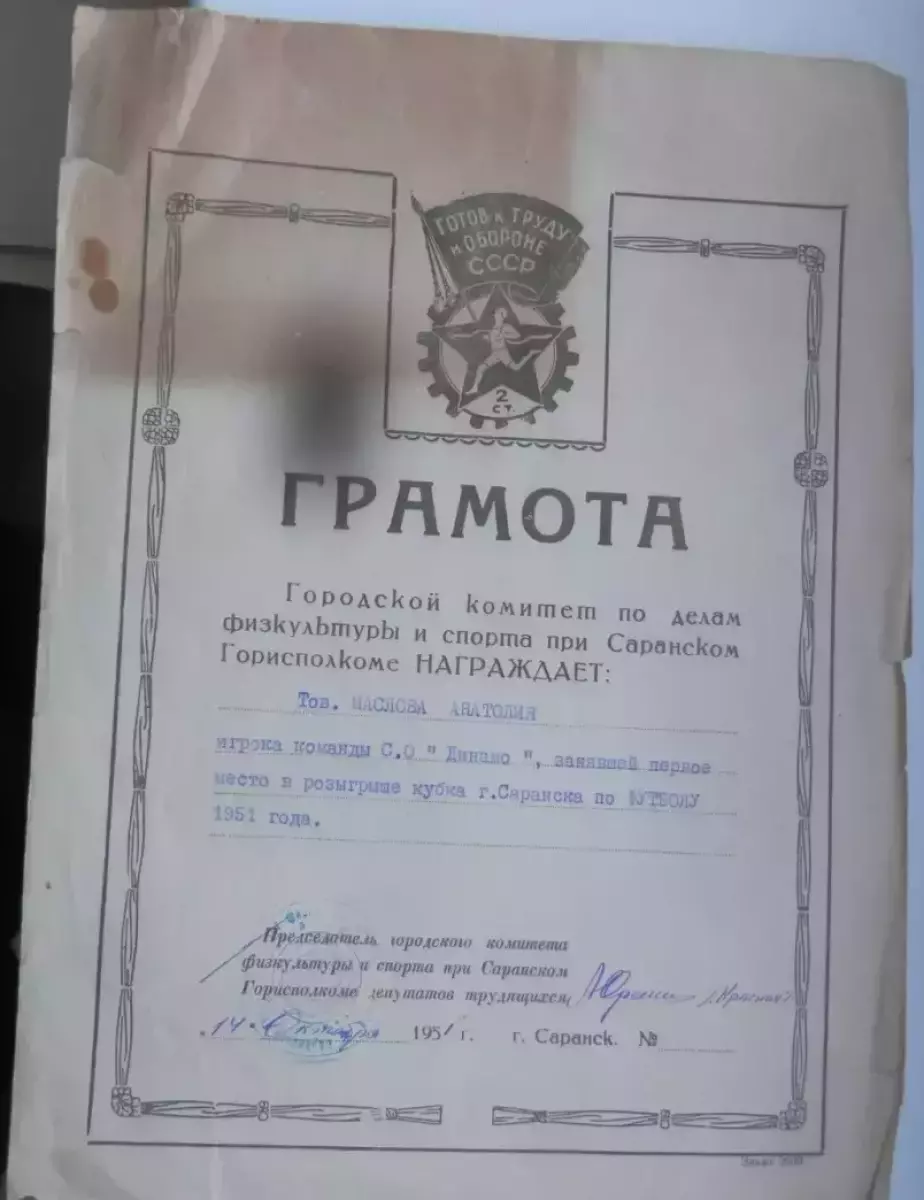 ГОТОВ к ТРУДУ
и ОБОРОНЕ
СССР
2
СТ.
ГРАМОТА
Городской комитет по делам
физкультуры и спорта при Саранском
Горисполкоме НАГРАЖДАЕТ:
Тов. МАСЛОВА АНАТОЛИЯ
игрока команды С.О " Динамо ", занявшей первое
место в розыгрыше кубка г.Саранска по ФУТБОЛУ
1951 года.
Председатель городского комитета
физкультуры и спорта при Саранском
Горисполкоме депутатов трудящихся
"14" октября 1951 г. г. Саранск. №
Заказ